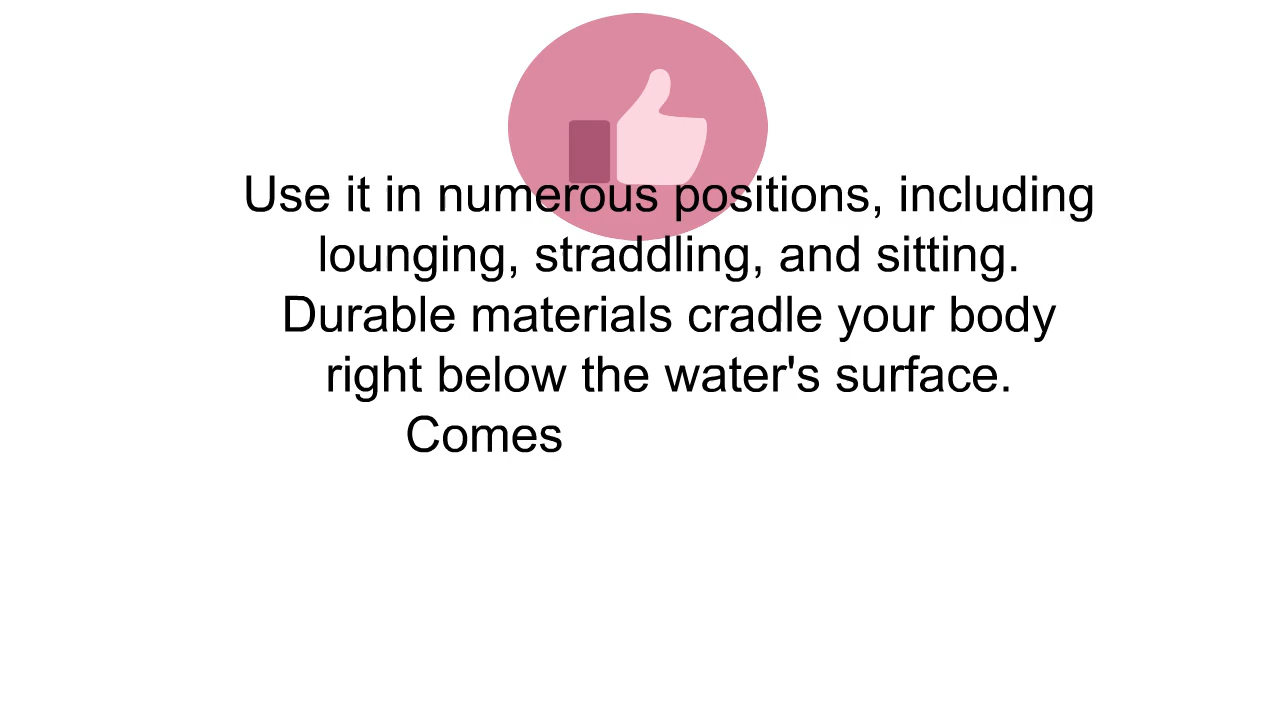 Use it in numerous positions, including
lounging, straddling, and sitting.
Durable materials cradle your body
right below the water's surface.
Comes